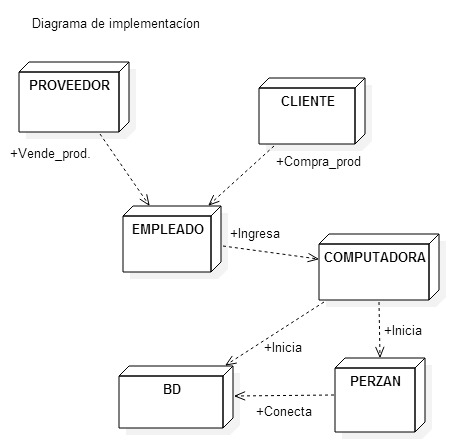 Diagrama de implementacíon
PROVEEDOR
CLIENTE
+Vende_prod.
+Compra_prod
EMPLEADO
+Ingresa
COMPUTADORA
+Inicia
+Inicia
BD
PERZAN
+Conecta